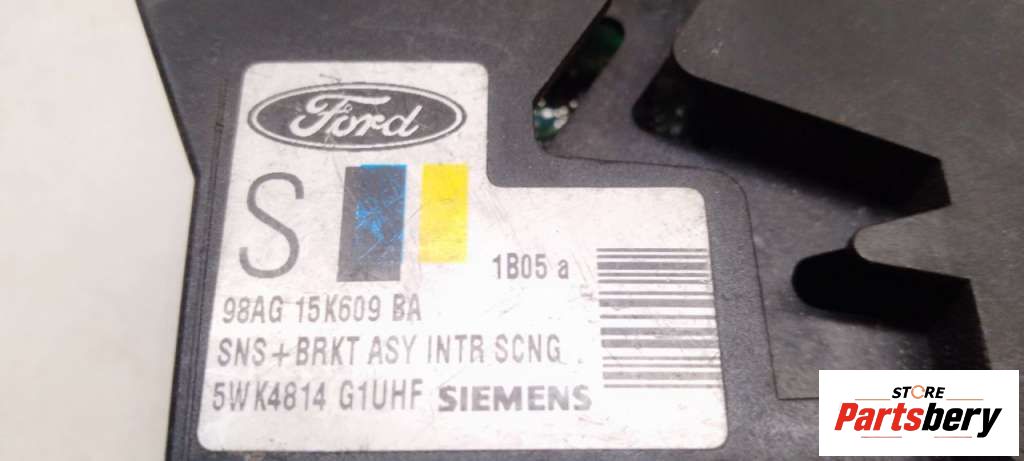 Ford
S
1B05 a
98AG 15K609 BA
SNS+BRKT ASY INTR SCNG
5WK4814 G1UHF SIEMENS
STORE
Partsbery